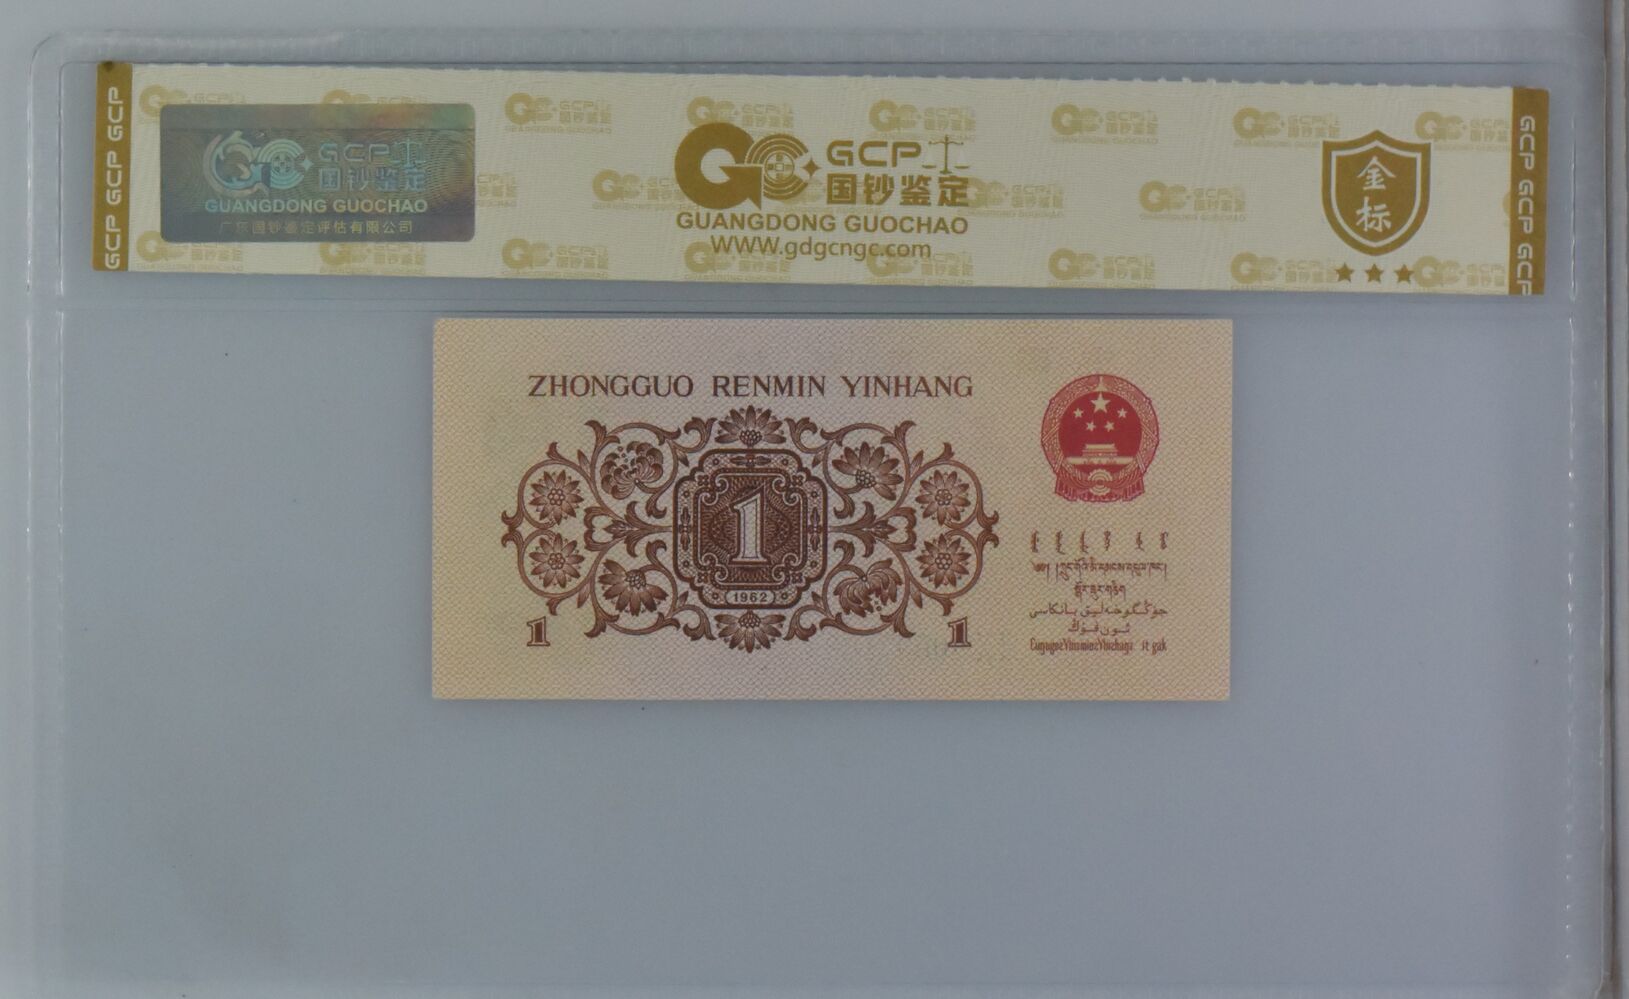 GCP
国钞鉴定
GUANGDONG GUOCHAO
广东国钞鉴定评估有限公司
GCP
国钞鉴定
GUANGDONG GUOCHAO
WWW.gdgcngc.com
金
标
GCP GCP GCP
GCP GCP GCP
ZHONGGUO RENMIN YINHANG
1
1962
1
1
جۇڭگوخەلىق بانكاسى